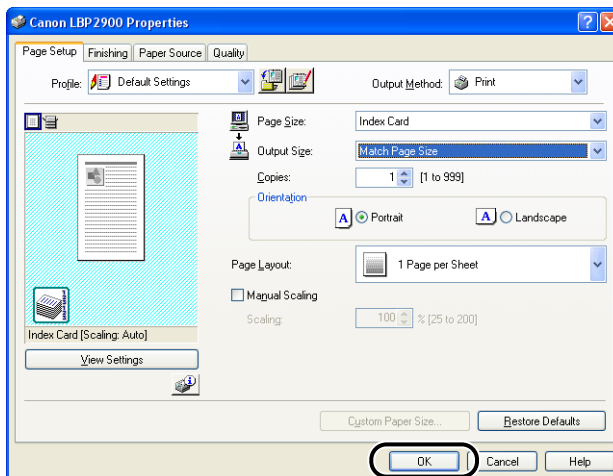 Canon LBP2900 Properties
Page Setup Finishing Paper Source Quality
Profile: Default Settings Output Method: Print
Page Size: Index Card
Output Size: Match Page Size
Copies: 1 [1 to 999]
Orientation
A Portrait A Landscape
Page Layout: 1 Page per Sheet
Manual Scaling
Scaling: 100 % [25 to 200]
Index Card [Scaling: Auto]
View Settings
Custom Paper Size... Restore Defaults
OK Cancel Help